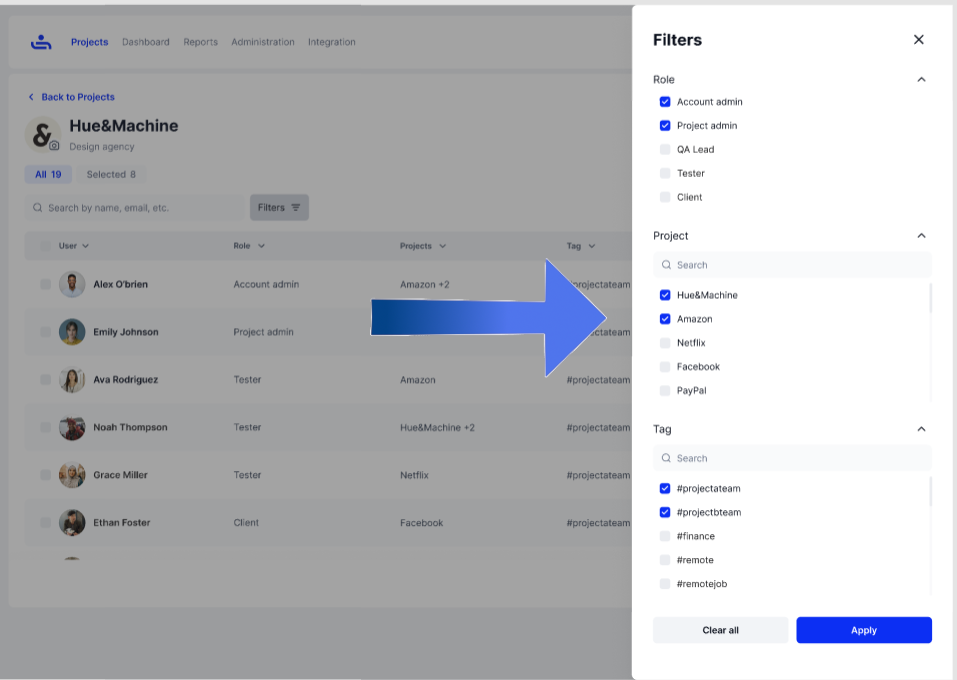 Projects Dashboard Reports Administration Integration
Back to Projects
&
Hue&Machine
Design agency
All 19 Selected 8
Search by name, email, etc. Filters
User Role Projects Tag
Alex O'brien Account admin Amazon +2 projectateam
Emily Johnson Project admin
Ava Rodriguez Tester Amazon #projectateam
Noah Thompson Tester Hue&Machine +2 #projectateam
Grace Miller Tester Netflix #projectateam
Ethan Foster Client Facebook #projectateam
Filters
Role
Account admin
Project admin
QA Lead
Tester
Client
Project
Search
Hue&Machine
Amazon
Netflix
Facebook
PayPal
Tag
Search
#projectateam
#projectbteam
#finance
#remote
#remotejob
Clear all Apply